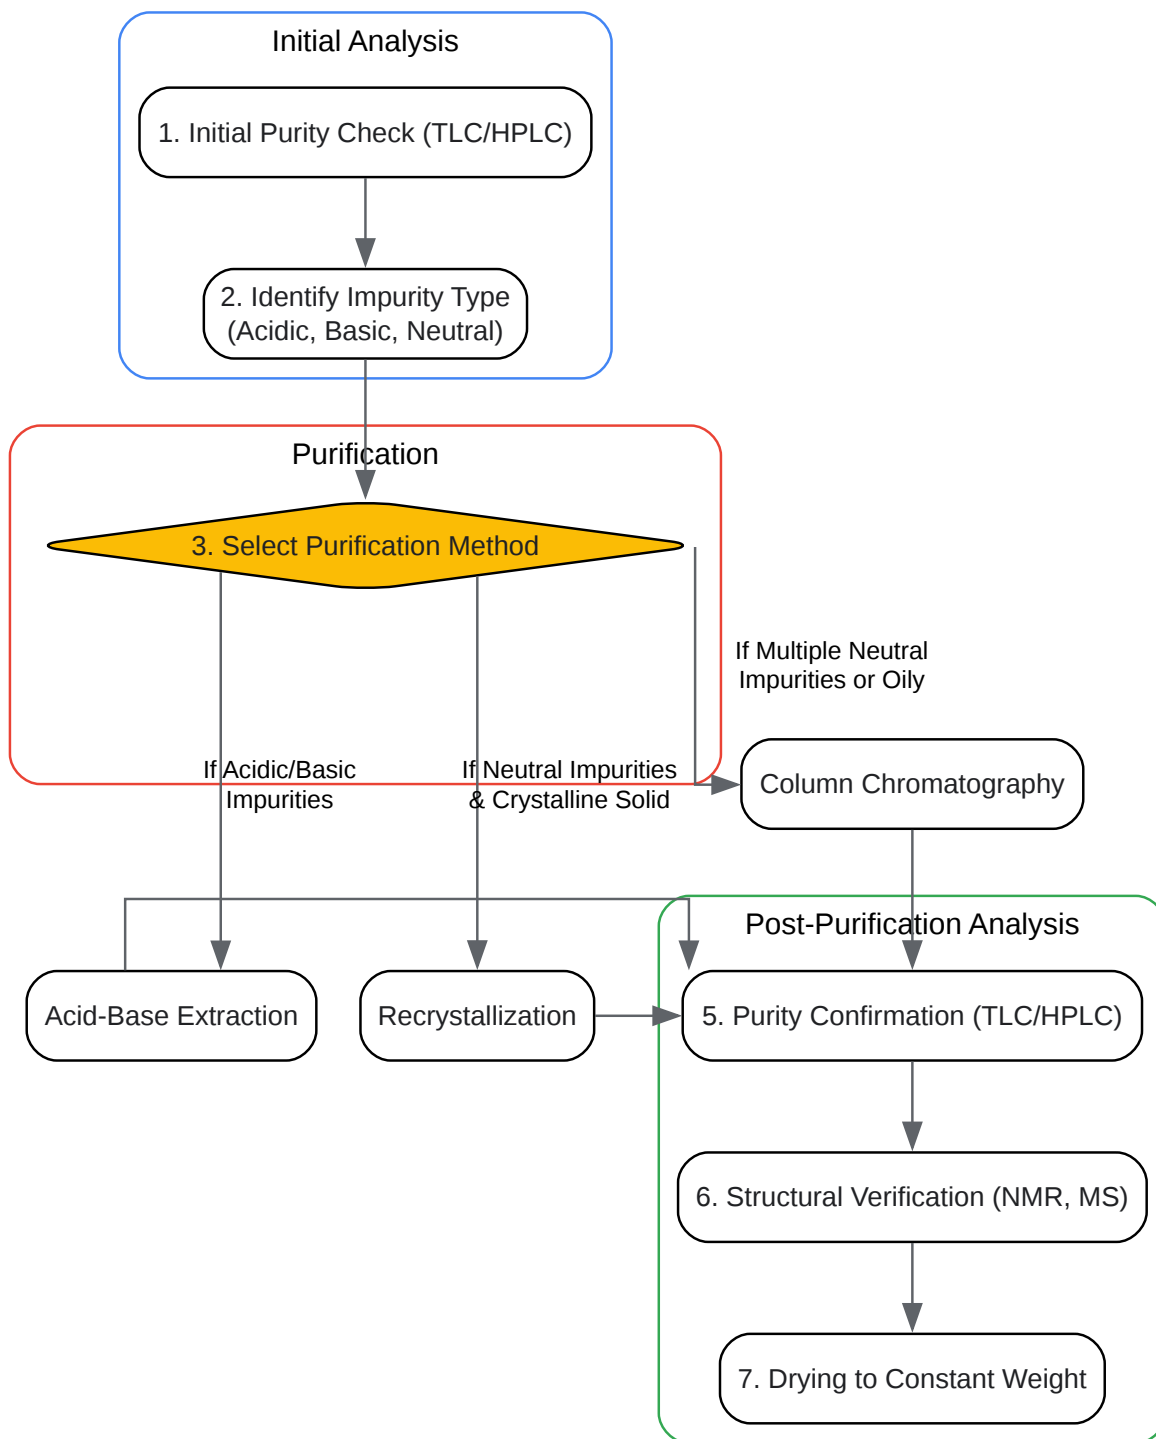 Initial Analysis
1. Initial Purity Check (TLC/HPLC)
2. Identify Impurity Type
(Acidic, Basic, Neutral)
Purification
3. Select Purification Method
If Multiple Neutral
Impurities or Oily
If Acidic/Basic
Impurities
If Neutral Impurities
& Crystalline Solid
Column Chromatography
Post-Purification Analysis
Acid-Base Extraction
Recrystallization
5. Purity Confirmation (TLC/HPLC)
6. Structural Verification (NMR, MS)
7. Drying to Constant Weight